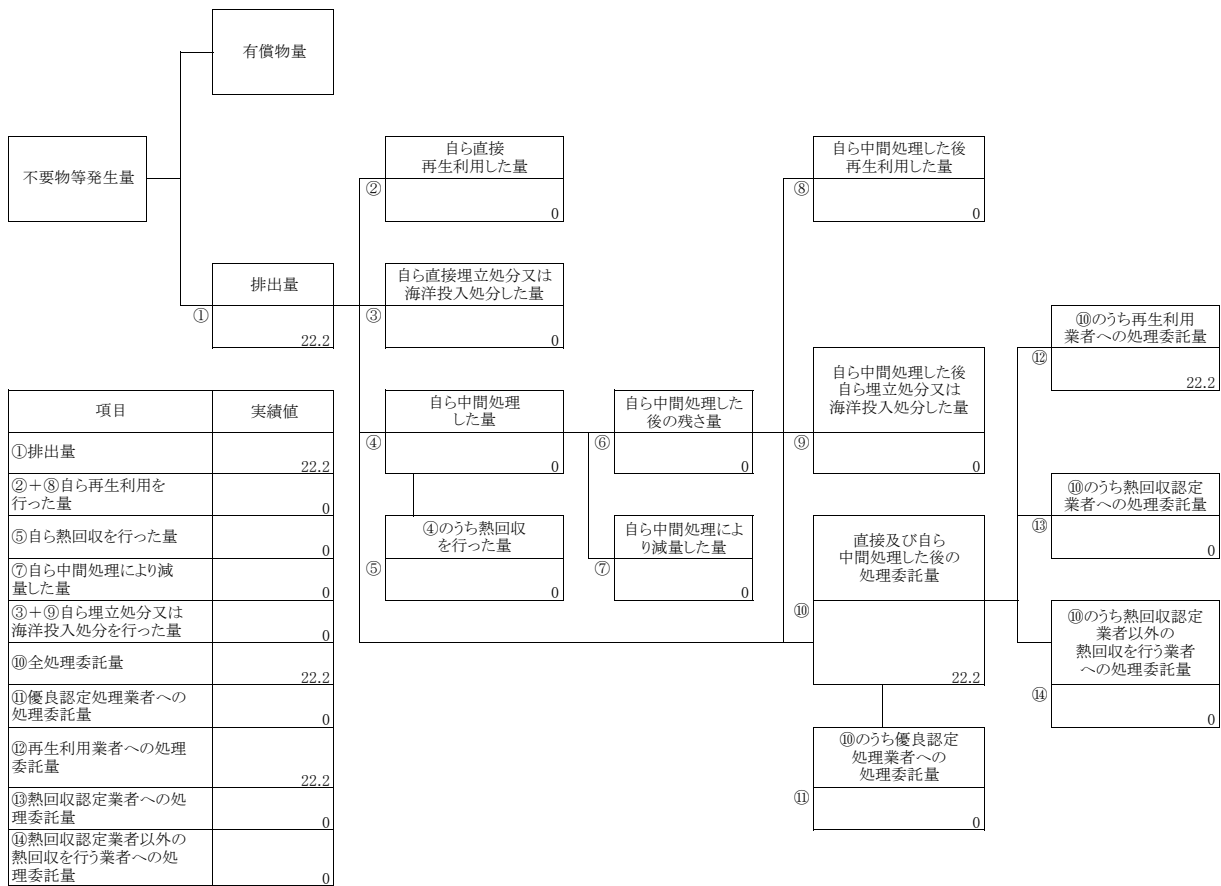 有償物量
不要物等発生量
自ら直接
再生利用した量
②
0
自ら中間処理した後
再生利用した量
⑧
0
排出量
①
22.2
自ら直接埋立処分又は
海洋投入処分した量
③
0
自ら中間処理
した量
④
0
自ら中間処理した
後の残さ量
⑥
0
自ら中間処理した後
自ら埋立処分又は
海洋投入処分した量
⑨
0
⑩のうち再生利用
業者への処理委託量
⑫
22.2
④のうち熱回収
を行った量
⑤
0
自ら中間処理によ
り減量した量
⑦
0
直接及び自ら
中間処理した後の
処理委託量
⑩
22.2
⑩のうち熱回収認定
業者への処理委託量
⑬
0
⑩のうち熱回収認定
業者以外の
熱回収を行う業者
への処理委託量
⑭
0
⑩のうち優良認定
処理業者への
処理委託量
⑪
0
項目 実績値
①排出量
22.2
②＋⑧自ら再生利用を
行った量
0
⑤自ら熱回収を行った量
0
⑦自ら中間処理により減
量した量
0
③＋⑨自ら埋立処分又は
海洋投入処分を行った量
0
⑩全処理委託量
22.2
⑪優良認定処理業者への
処理委託量
0
⑫再生利用業者への処理
委託量
22.2
⑬熱回収認定業者への処
理委託量
0
⑭熱回収認定業者以外の
熱回収を行う業者への処
理委託量
0